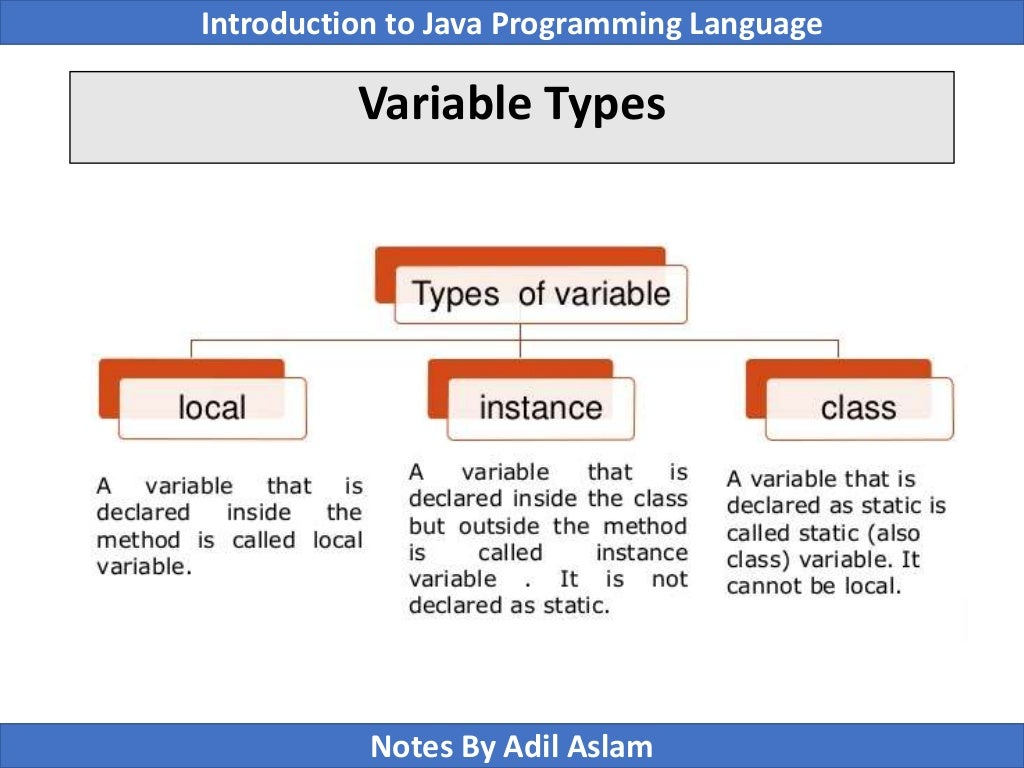 Introduction to Java Programming Language
Variable Types
Types of variable
local
instance
class
A variable that is
declared inside the
method is called local
variable.
A variable that is
declared inside the class
but outside the method
is called instance
variable . It is not
declared as static.
A variable that is
declared as static is
called static (also
class) variable. It
cannot be local.
Notes By Adil Aslam